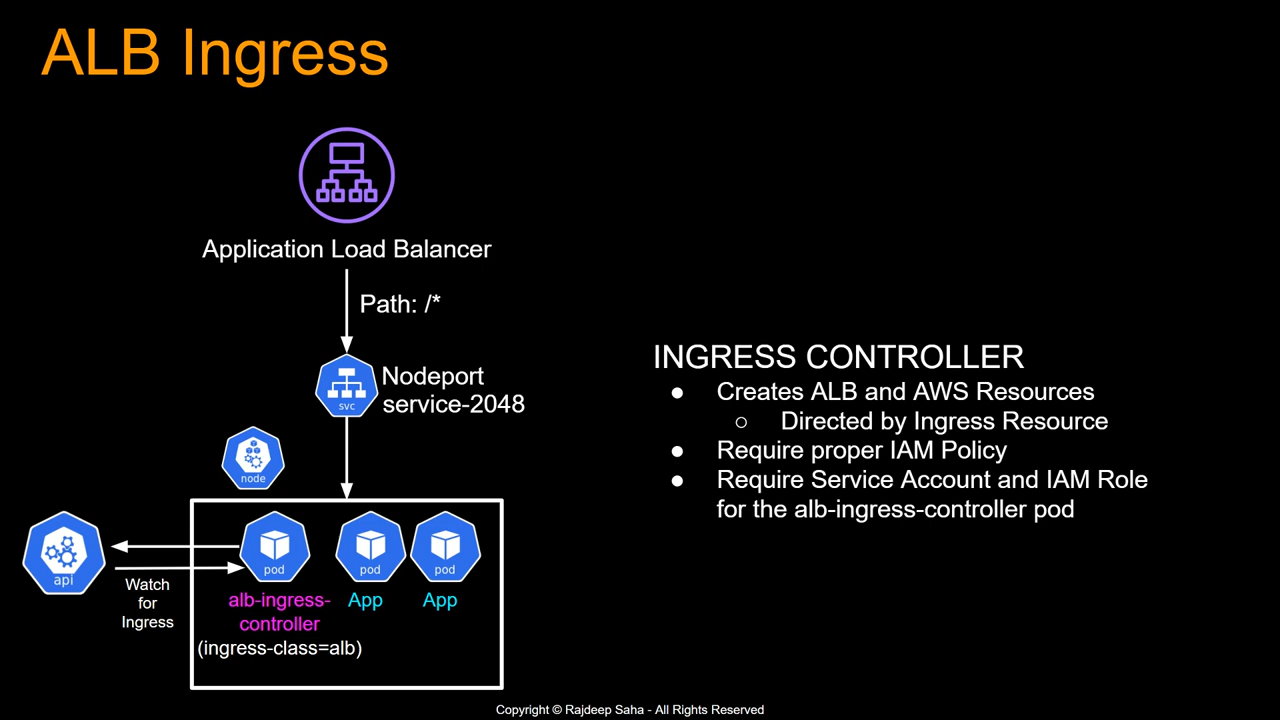 ALB Ingress
Application Load Balancer
Path: /*
svc
Nodeport
service-2048
node
api
Watch
for
Ingress
pod
pod
pod
alb-ingress-
controller
(ingress-class=alb)
App
App
INGRESS CONTROLLER
● Creates ALB and AWS Resources
○ Directed by Ingress Resource
● Require proper IAM Policy
● Require Service Account and IAM Role
for the alb-ingress-controller pod
Copyright © Rajdeep Saha - All Rights Reserved